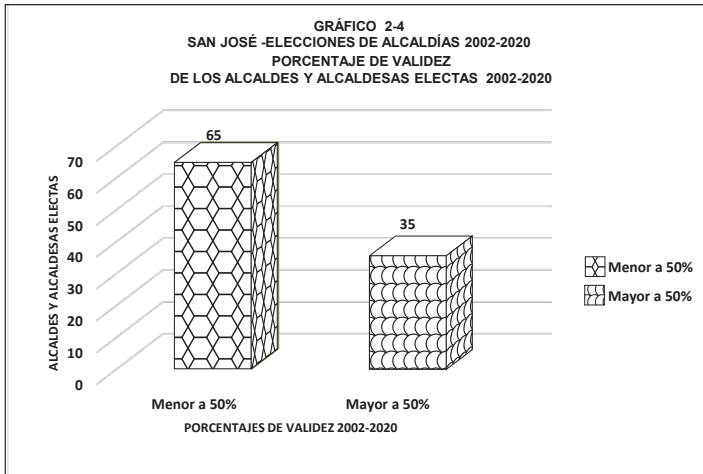 GRÁFICO 2-4
SAN JOSÉ -ELECCIONES DE ALCALDÍAS 2002-2020
PORCENTAJE DE VALIDEZ
DE LOS ALCALDES Y ALCALDESAS ELECTAS 2002-2020
ALCALDES Y ALCALDESAS ELECTAS
70
60
50
40
30
20
10
0
65
35
Menor a 50%
Mayor a 50%
PORCENTAJES DE VALIDEZ 2002-2020
Menor a 50%
Mayor a 50%